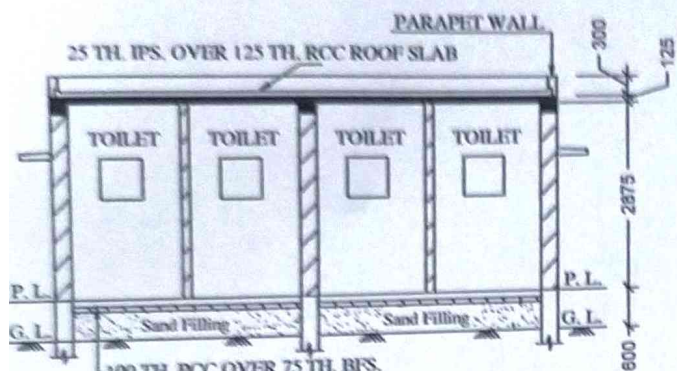 PARAPET WALL
25 TH. IPS. OVER 125 TH. RCC ROOF SLAB
300
125
TOILET TOILET TOILET TOILET
2875
P. L. P. L.
Sand Filling Sand Filling
G. L. G. L.
600
100 TH. PCC OVER 75 TH. BFS.